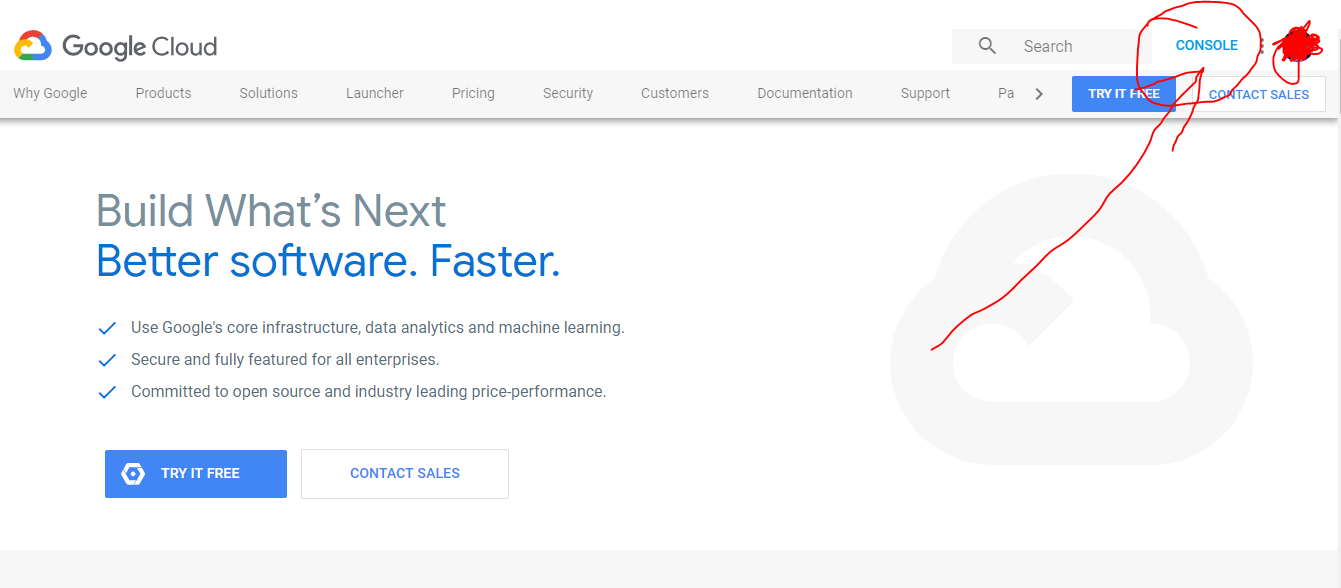 Google Cloud
Search
CONSOLE
Why Google
Products
Solutions
Launcher
Pricing
Security
Customers
Documentation
Support
Pa
TRY IT FREE
CONTACT SALES
Build What’s Next
Better software. Faster.
Use Google's core infrastructure, data analytics and machine learning.
Secure and fully featured for all enterprises.
Committed to open source and industry leading price-performance.
TRY IT FREE
CONTACT SALES